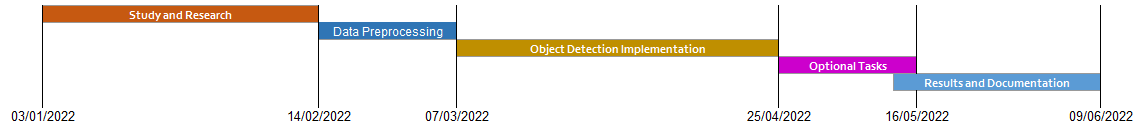 Study and Research
Data Preprocessing
Object Detection Implementation
Optional Tasks
Results and Documentation
03/01/2022 14/02/2022 07/03/2022 25/04/2022 16/05/2022 09/06/2022